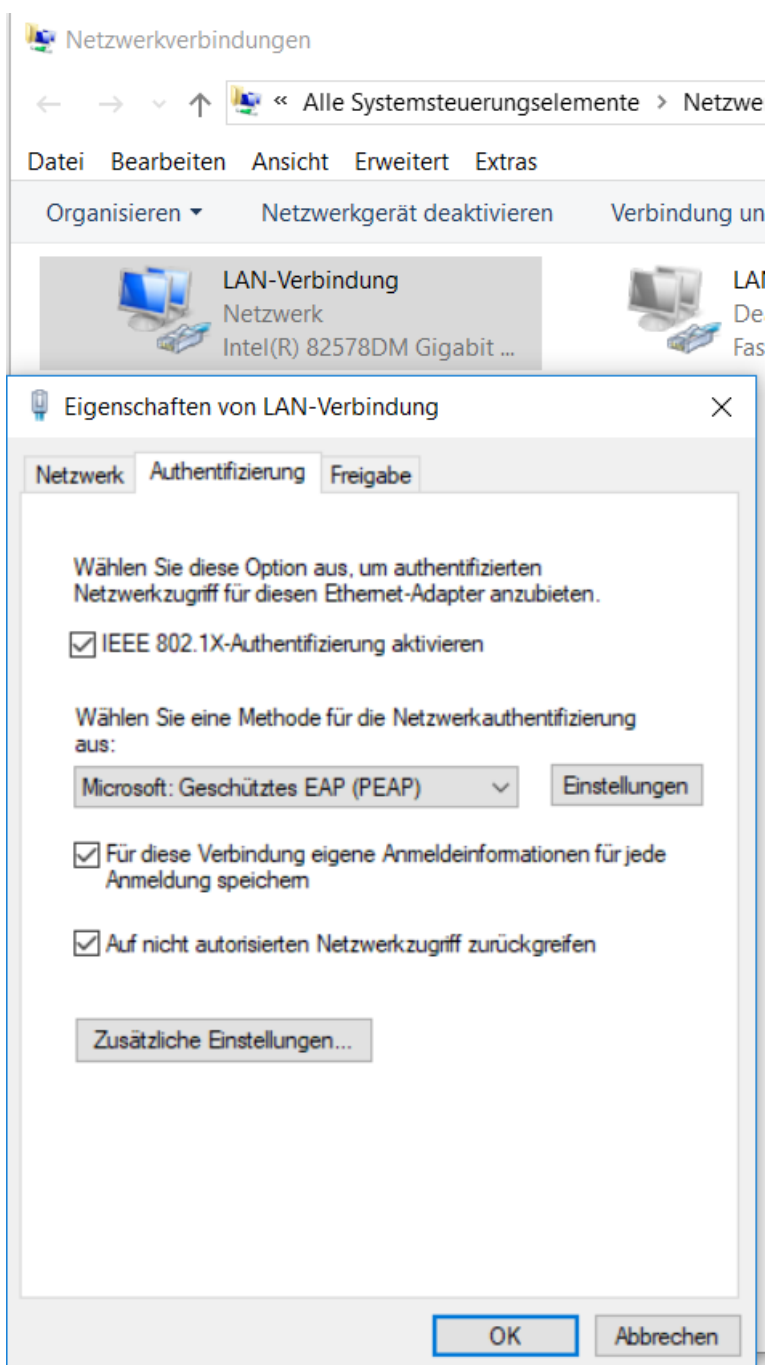 Netzwerkverbindungen
« Alle Systemsteuerungselemente > Netzwe
Datei Bearbeiten Ansicht Erweitert Extras
Organisieren Netzwerkgerät deaktivieren Verbindung un
LAN-Verbindung
Netzwerk
Intel(R) 82578DM Gigabit ...
LAN
Dea
Fas
Eigenschaften von LAN-Verbindung
Netzwerk Authentifizierung Freigabe
Wählen Sie diese Option aus, um authentifizierten
Netzwerkzugriff für diesen Ethernet-Adapter anzubieten.
IEEE 802.1X-Authentifizierung aktivieren
Wählen Sie eine Methode für die Netzwerkauthentifizierung
aus:
Microsoft: Geschütztes EAP (PEAP) Einstellungen
Für diese Verbindung eigene Anmeldeinformationen für jede
Anmeldung speichern
Auf nicht autorisierten Netzwerkzugriff zurückgreifen
Zusätzliche Einstellungen...
OK Abbrechen